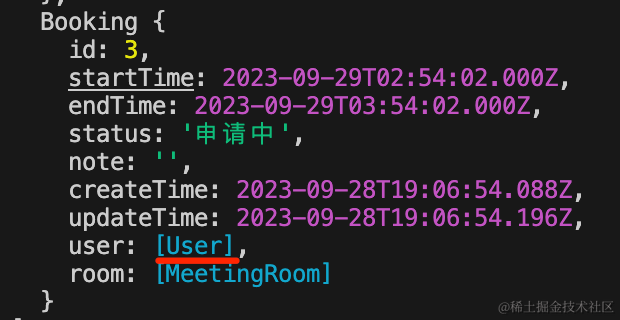 },
Booking {
id: 3,
startTime: 2023-09-29T02:54:02.000Z,
endTime: 2023-09-29T03:54:02.000Z,
status: '申请中',
note: '',
createTime: 2023-09-28T19:06:54.088Z,
updateTime: 2023-09-28T19:06:54.196Z,
user: [User],
room: [MeetingRoom]
}
@稀土掘金技术社区